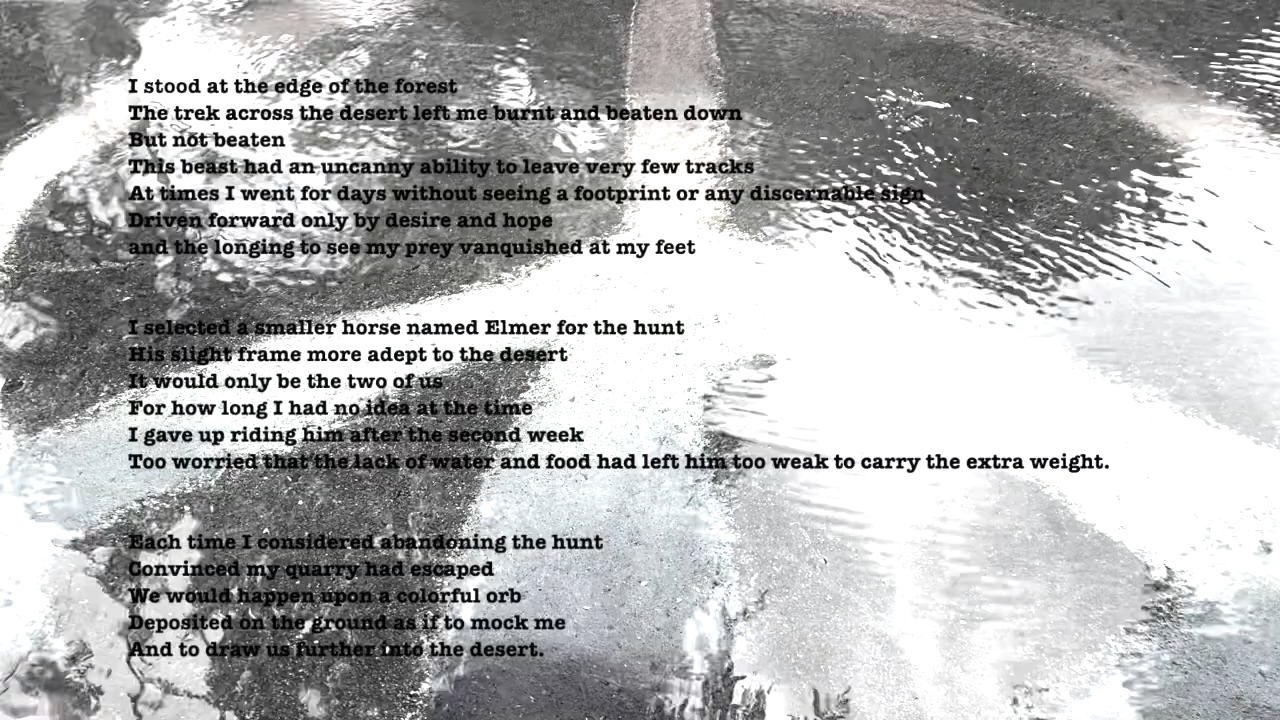 I stood at the edge of the forest
The trek across the desert left me burnt and beaten down
But not beaten
This beast had an uncanny ability to leave very few tracks
At times I went for days without seeing a footprint or any discernable sign
Driven forward only by desire and hope
and the longing to see my prey vanquished at my feet
I selected a smaller horse named Elmer for the hunt
His slight frame more adept to the desert
It would only be the two of us
For how long I had no idea at the time
I gave up riding him after the second week
Too worried that the lack of water and food had left him too weak to carry the extra weight.
Each time I considered abandoning the hunt
Convinced my quarry had escaped
We would happen upon a colorful orb
Deposited on the ground as if to mock me
And to draw us further into the desert.